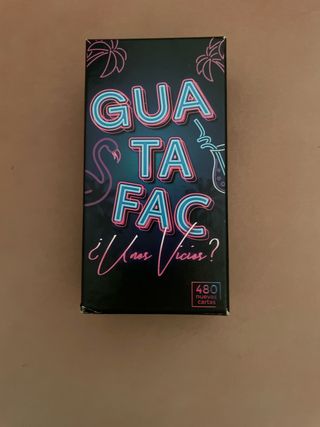 GUA
TA
FAC
¿Unos Vicios?
480
nuevas
cartas